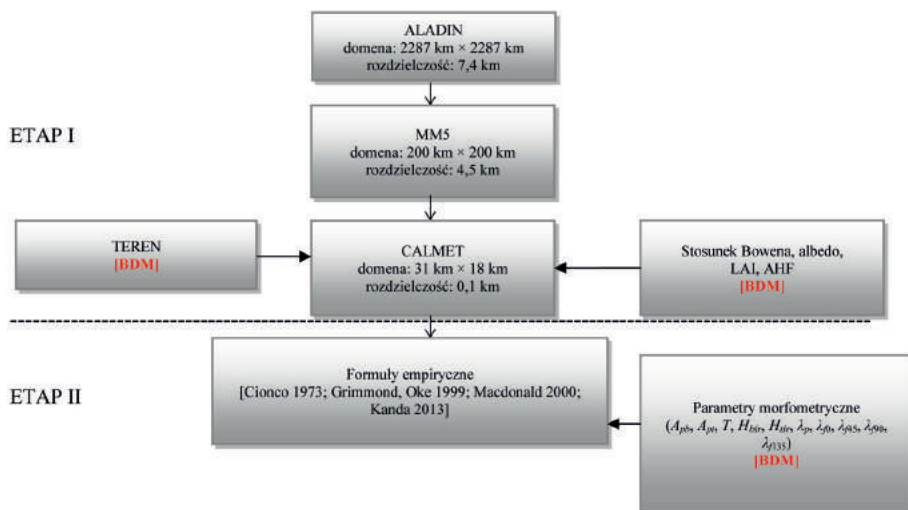 ALADIN
domena: 2287 km × 2287 km
rozdzielczość: 7,4 km
ETAP I
MM5
domena: 200 km × 200 km
rozdzielczość: 4,5 km
TEREN
[BDM]
CALMET
domena: 31 km × 18 km
rozdzielczość: 0,1 km
Stosunek Bowena, albedo,
LAI, AHF
[BDM]
ETAP II
Formuły empiryczne
[Cionco 1973; Grimmond, Oke 1999; Macdonald 2000;
Kanda 2013]
Parametry morfometryczne
(Apb, Apt, T, Hbśr, Htśr, λp, λf0, λf45, λf90,
λf135)
[BDM]